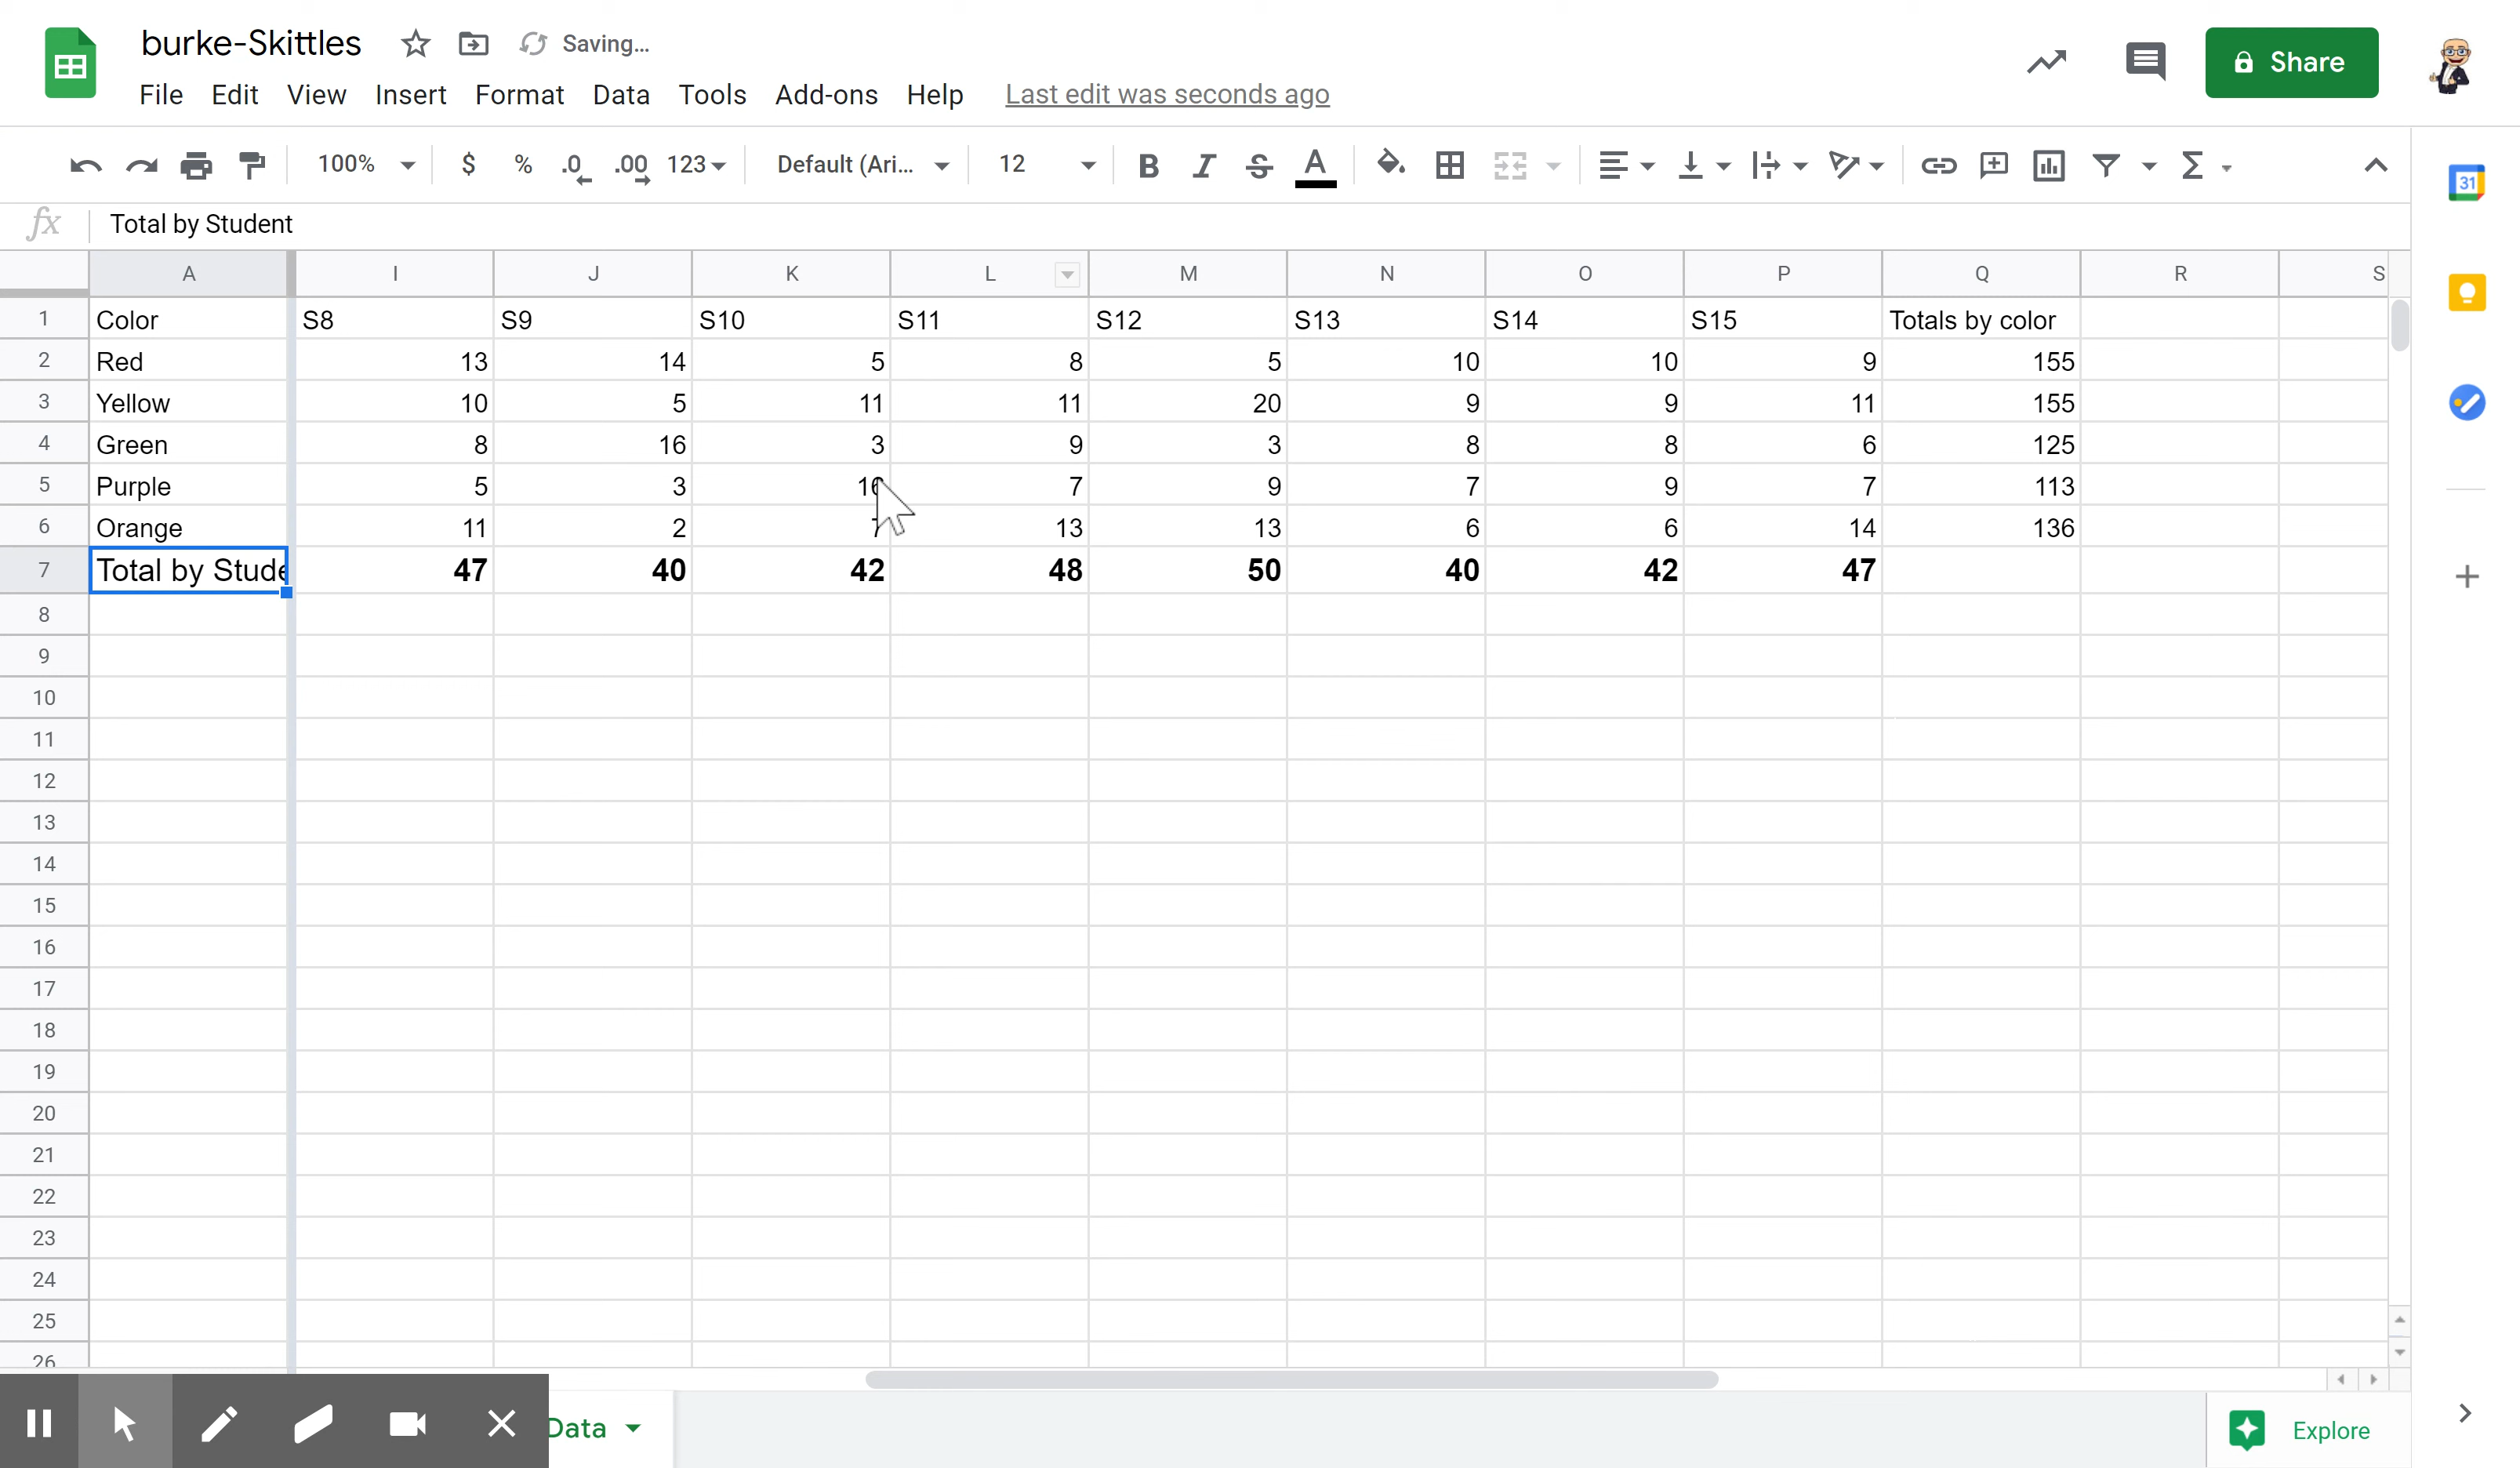 burke-Skittles Saving...
File Edit View Insert Format Data Tools Add-ons Help Last edit was seconds ago
Share
100% $ % .0 .00 123 Default (Ari... 12 B I S A Σ
31
fx Total by Student
A I J K L M N O P Q R S
1 Color S8 S9 S10 S11 S12 S13 S14 S15 Totals by color
2 Red 13 14 5 8 5 10 10 9 155
3 Yellow 10 5 11 11 20 9 9 11 155
4 Green 8 16 3 9 3 8 8 6 125
5 Purple 5 3 16 7 9 7 9 7 113
6 Orange 11 2 7 13 13 6 6 14 136
7 Total by Stude 47 40 42 48 50 40 42 47
8
9
10
11
12
13
14
15
16
17
18
19
20
21
22
23
24
25
26
Data
Explore